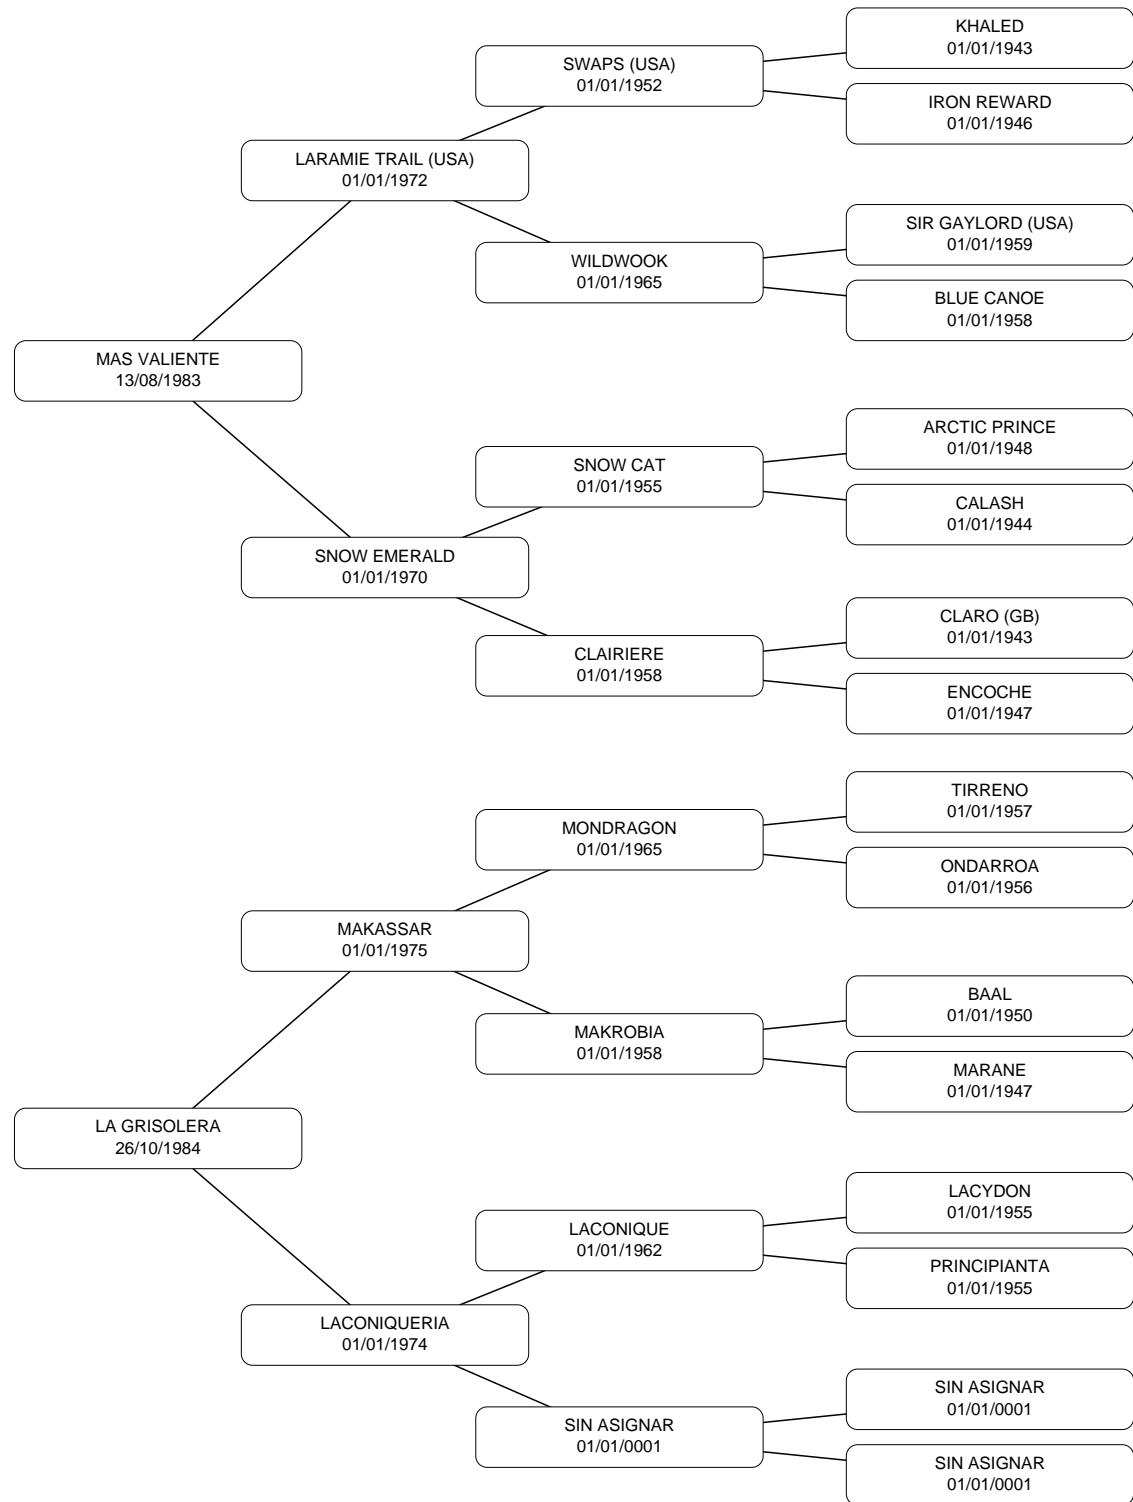 KHALED
01/01/1943
SWAPS (USA)
01/01/1952
IRON REWARD
01/01/1946
LARAMIE TRAIL (USA)
01/01/1972
SIR GAYLORD (USA)
01/01/1959
WILDWOOK
01/01/1965
BLUE CANOE
01/01/1958
MAS VALIENTE
13/08/1983
ARCTIC PRINCE
01/01/1948
SNOW CAT
01/01/1955
CALASH
01/01/1944
SNOW EMERALD
01/01/1970
CLARO (GB)
01/01/1943
CLAIRIERE
01/01/1958
ENCOCHE
01/01/1947
TIRRENO
01/01/1957
MONDRAGON
01/01/1965
ONDARROA
01/01/1956
MAKASSAR
01/01/1975
BAAL
01/01/1950
MAKROBIA
01/01/1958
MARANE
01/01/1947
LA GRISOLERA
26/10/1984
LACYDON
01/01/1955
LACONIQUE
01/01/1962
PRINCIPIANTA
01/01/1955
LACONIQUERIA
01/01/1974
SIN ASIGNAR
01/01/0001
SIN ASIGNAR
01/01/0001
SIN ASIGNAR
01/01/0001